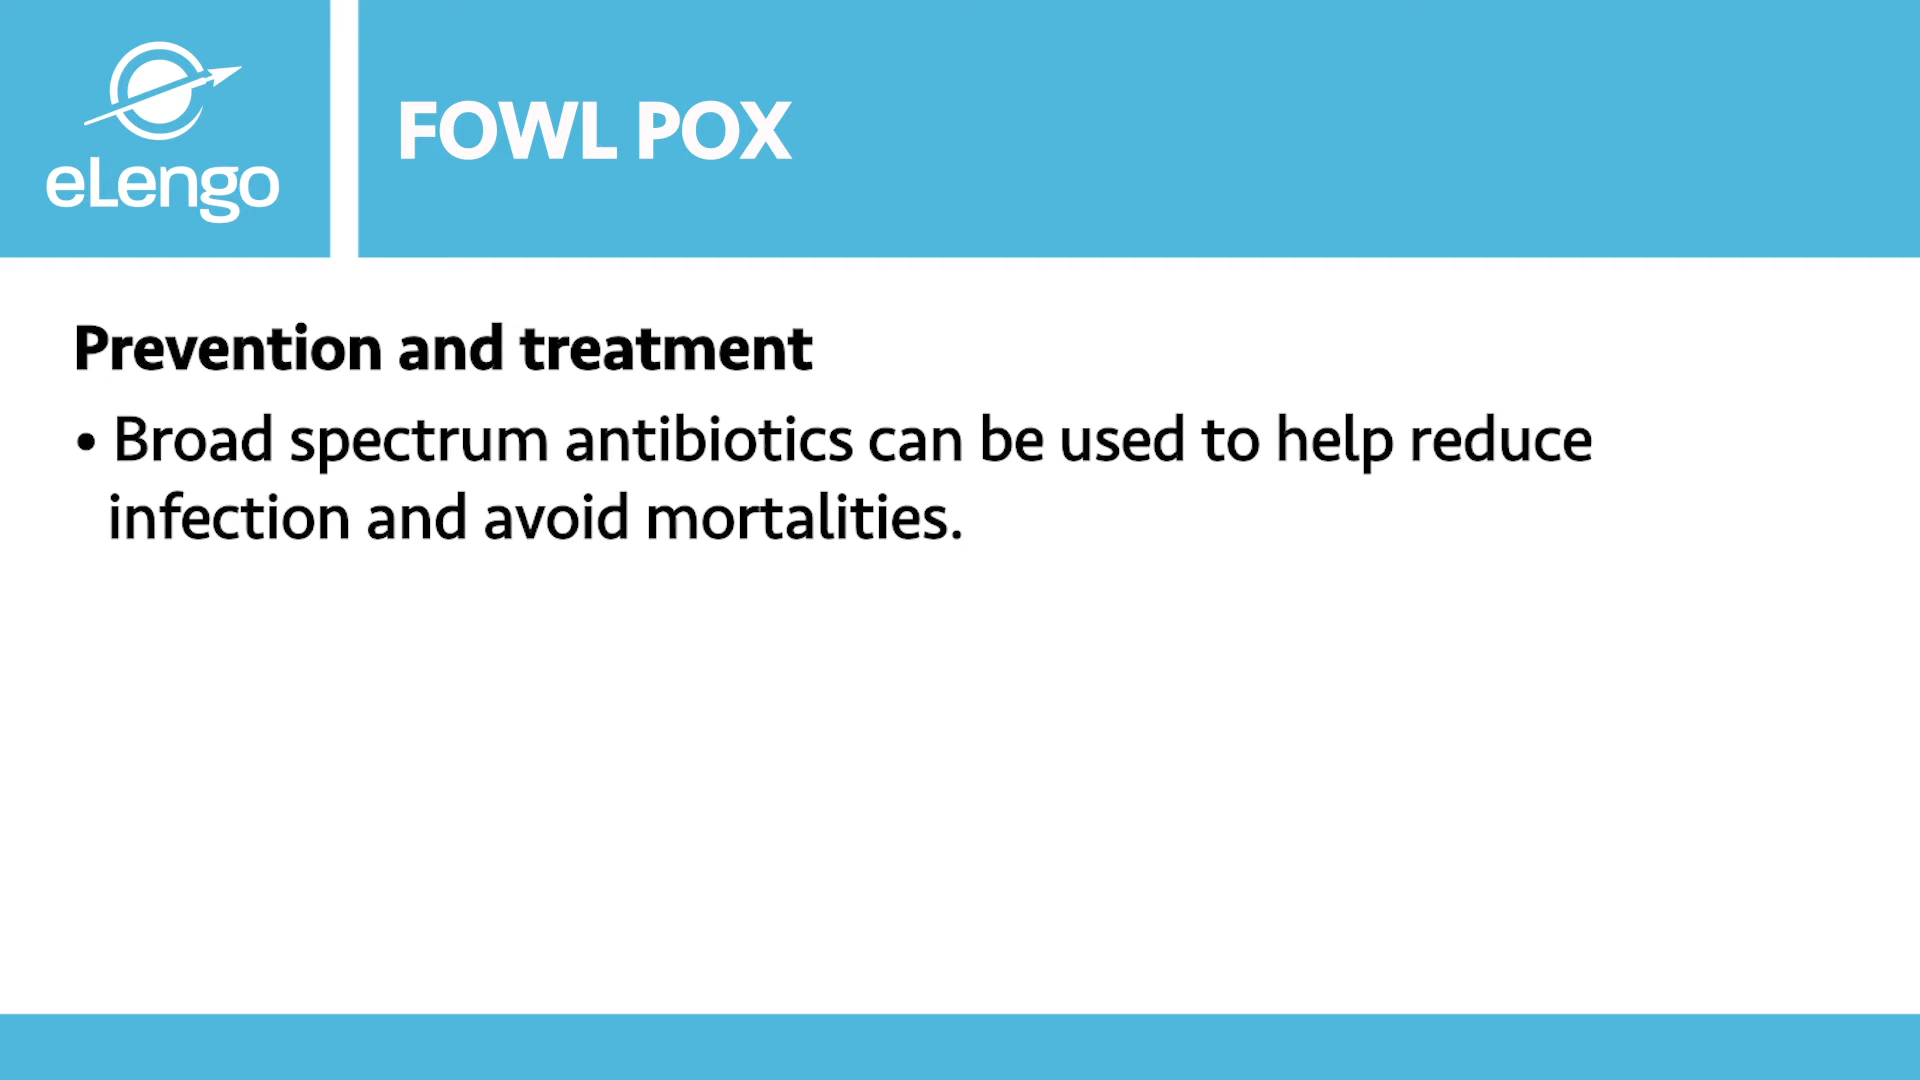 eLengo
FOWL POX
Prevention and treatment
• Broad spectrum antibiotics can be used to help reduce
infection and avoid mortalities.